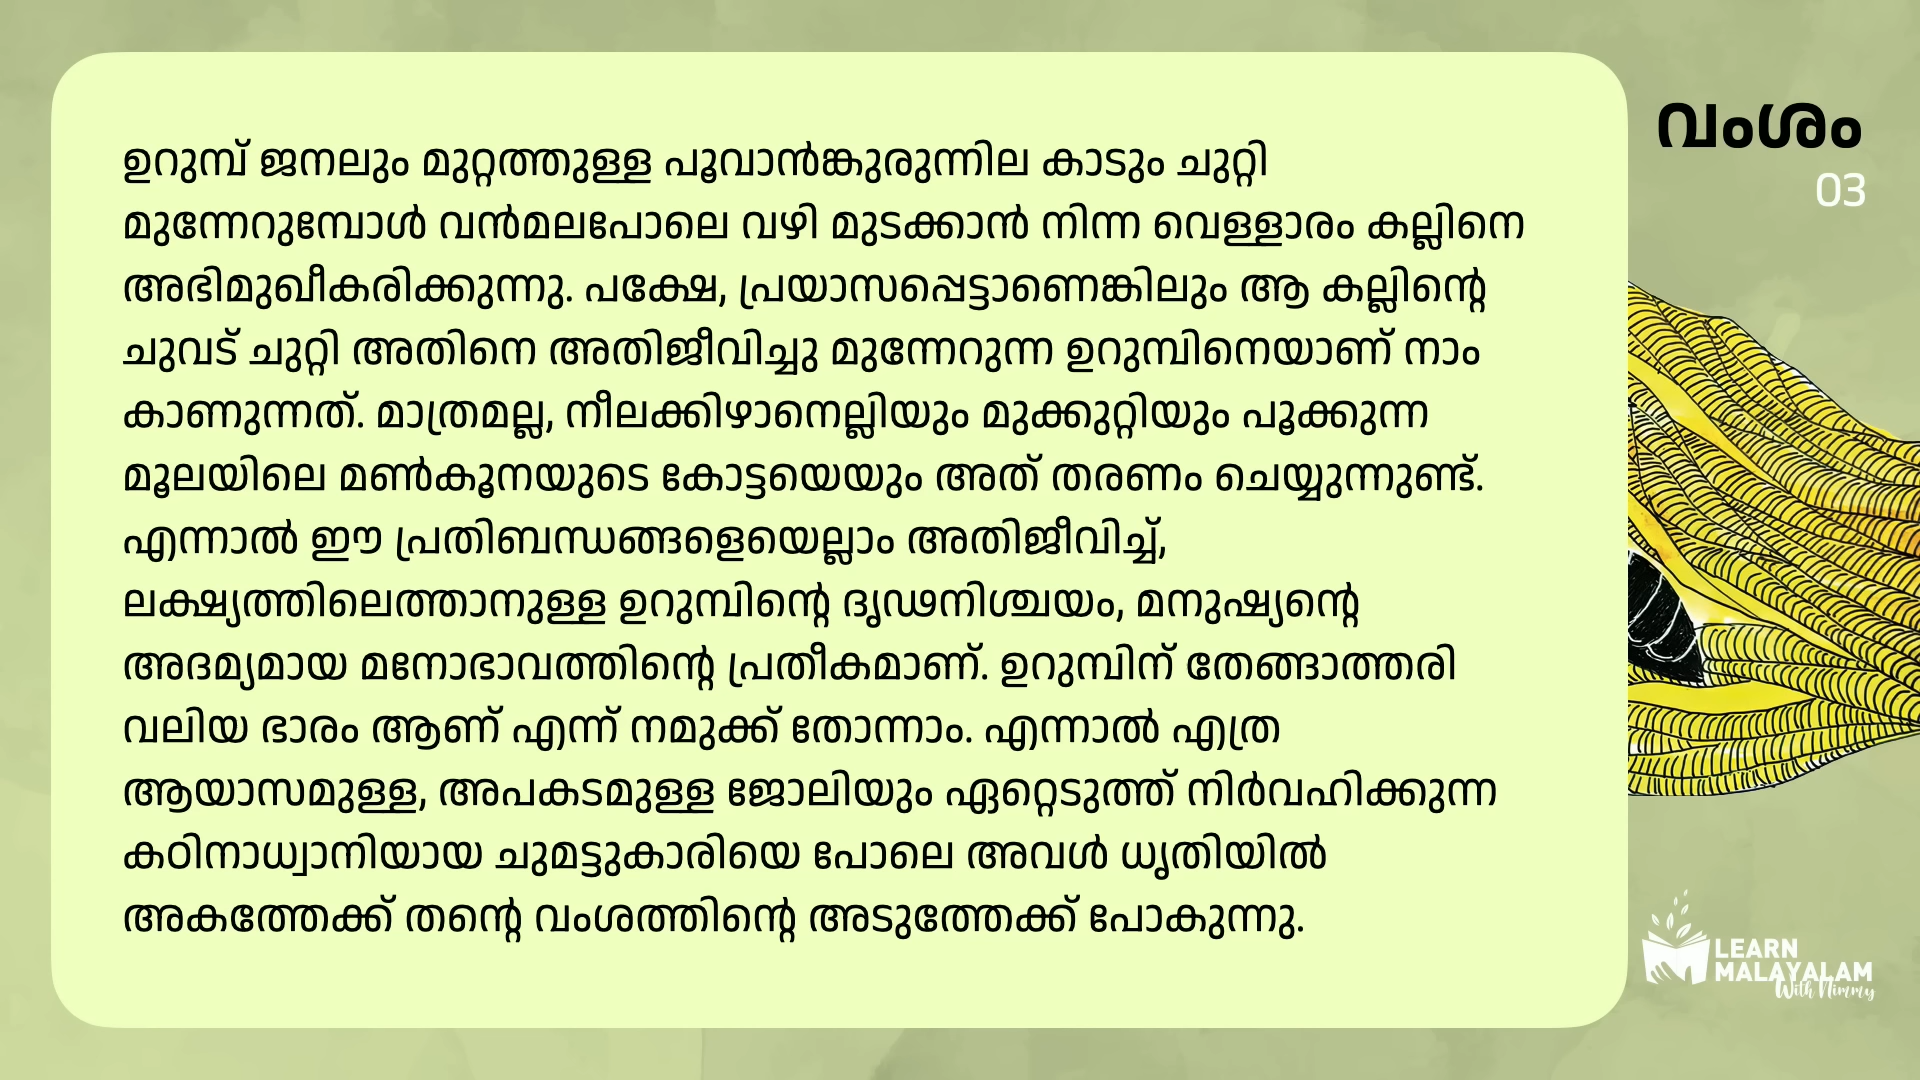 ഉറുമ്പ് ജനലും മുറ്റത്തുള്ള പൂവാൻങ്കുരുന്നില കാടും ചുറ്റി
മുന്നേറുമ്പോൾ വൻമലപോലെ വഴി മുടക്കാൻ നിന്ന വെള്ളാരം കല്ലിനെ
അഭിമുഖീകരിക്കുന്നു. പക്ഷേ, പ്രയാസപ്പെട്ടാണെങ്കിലും ആ കല്ലിന്റെ
ചുവട് ചുറ്റി അതിനെ അതിജീവിച്ചു മുന്നേറുന്ന ഉറുമ്പിനെയാണ് നാം
കാണുന്നത്. മാത്രമല്ല, നീലക്കിഴാനെല്ലിയും മുക്കുറ്റിയും പൂക്കുന്ന
മൂലയിലെ മൺകൂനയുടെ കോട്ടയെയും അത് തരണം ചെയ്യുന്നുണ്ട്.
എന്നാൽ ഈ പ്രതിബന്ധങ്ങളെയെല്ലാം അതിജീവിച്ച്,
ലക്ഷ്യത്തിലെത്താനുള്ള ഉറുമ്പിന്റെ ദൃഢനിശ്ചയം, മനുഷ്യന്റെ
അദമ്യമായ മനോഭാവത്തിന്റെ പ്രതീകമാണ്. ഉറുമ്പിന് തേങ്ങാത്തരി
വലിയ ഭാരം ആണ് എന്ന് നമുക്ക് തോന്നാം. എന്നാൽ എത്ര
ആയാസമുള്ള, അപകടമുള്ള ജോലിയും ഏറ്റെടുത്ത് നിർവഹിക്കുന്ന
കഠിനാധ്വാനിയായ ചുമട്ടുകാരിയെ പോലെ അവൾ ധൃതിയിൽ
അകത്തേക്ക് തന്റെ വംശത്തിന്റെ അടുത്തേക്ക് പോകുന്നു.
വംശം
03
LEARN
MALAYALAM
With Nimmy